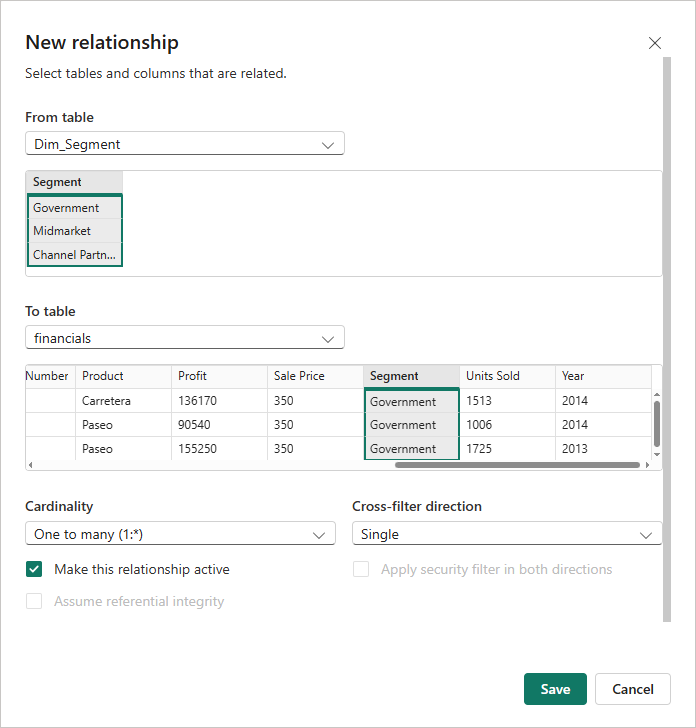 New relationship
Select tables and columns that are related.
From table
Dim_Segment
Segment
Government
Midmarket
Channel Partn...
To table
financials
Number Product Profit Sale Price Segment Units Sold Year
Carretera 136170 350 Government 1513 2014
Paseo 90540 350 Government 1006 2014
Paseo 155250 350 Government 1725 2013
Cardinality Cross-filter direction
One to many (1:*) Single
Make this relationship active Apply security filter in both directions
Assume referential integrity
Save Cancel